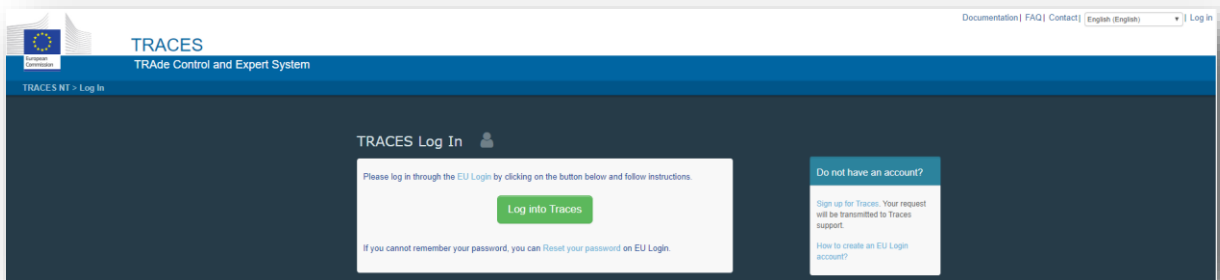 Documentation | FAQ | Contact | English (English) | Log in
TRACES
European
Commission
TRAde Control and Expert System
TRACES NT > Log In
TRACES Log In
Please log in through the EU Login by clicking on the button below and follow instructions.
Log into Traces
If you cannot remember your password, you can Reset your password on EU Login.
Do not have an account?
Sign up for Traces. Your request
will be transmitted to Traces
support.
How to create an EU Login
account?